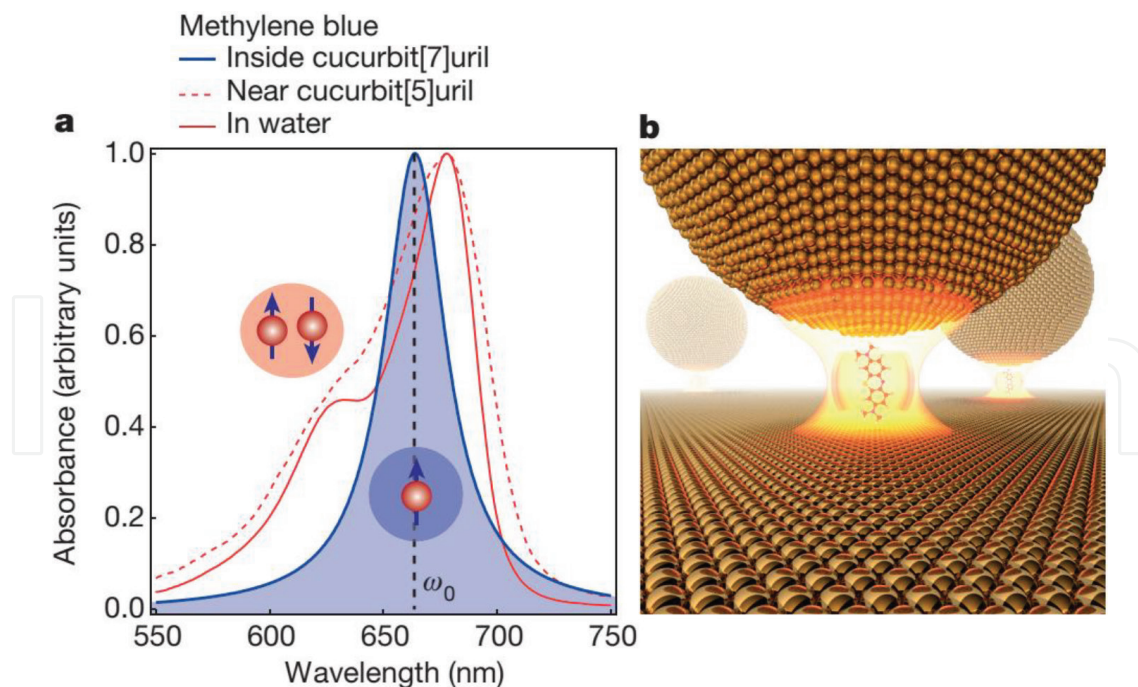 Methylene blue
Inside cucurbit[7]uril
Near cucurbit[5]uril
In water
a
b
Absorbance (arbitrary units)
1.0
0.8
0.6
0.4
0.2
0.0
ω0
550 600 650 700 750
Wavelength (nm)